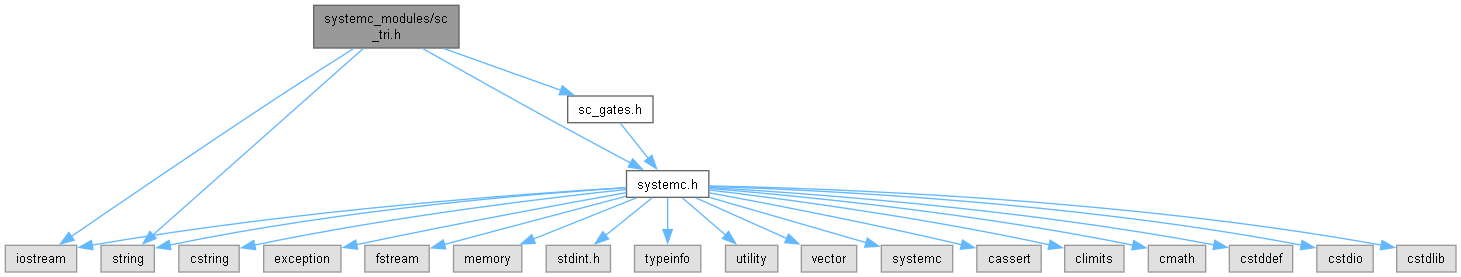 systemc_modules/sc
_tri.h
sc_gates.h
systemc.h
iostream
string
cstring
exception
fstream
memory
stdint.h
typeinfo
utility
vector
systemc
cassert
climits
cmath
cstddef
cstdio
cstdlib